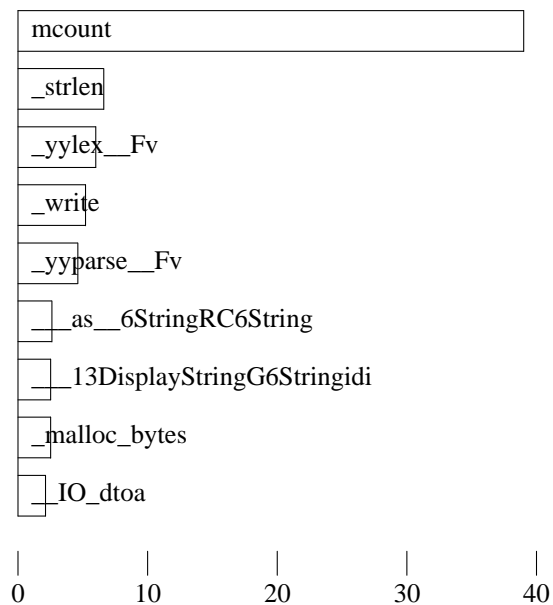 mcount
_strlen
_yylex__Fv
_write
_yyparse__Fv
___as__6StringRC6String
___13DisplayStringG6Stringidi
_malloc_bytes
__IO_dtoa
0 10 20 30 40